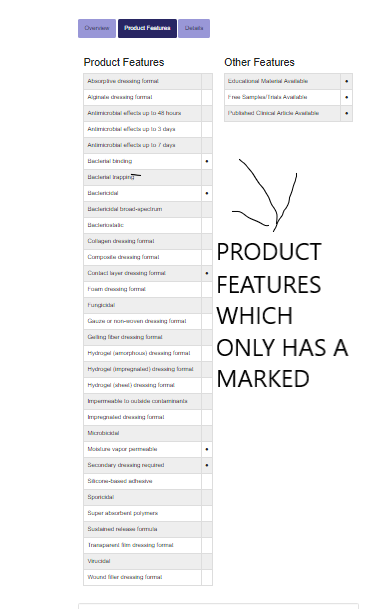 Overview Product Features Details
Product Features
Absorptive dressing format
Alginate dressing format
Antimicrobial effects up to 48 hours
Antimicrobial effects up to 3 days
Antimicrobial effects up to 7 days
Bacterial binding •
Bacterial trapping
Bactericidal •
Bactericidal broad-spectrum
Bacteriostatic
Collagen dressing format
Composite dressing format
Contact layer dressing format •
Foam dressing format
Fungicidal
Gauze or non-woven dressing format
Gelling fiber dressing format
Hydrogel (amorphous) dressing format
Hydrogel (impregnated) dressing format
Hydrogel (sheet) dressing format
Impermeable to outside contaminants
Impregnated dressing format
Microbicidal
Moisture vapor permeable •
Secondary dressing required •
Silicone-based adhesive
Sporicidal
Super absorbent polymers
Sustained release formula
Transparent film dressing format
Virucidal
Wound filler dressing format
Other Features
Educational Material Available •
Free Samples/Trials Available •
Published Clinical Article Available •
PRODUCT
FEATURES
WHICH
ONLY HAS A
MARKED